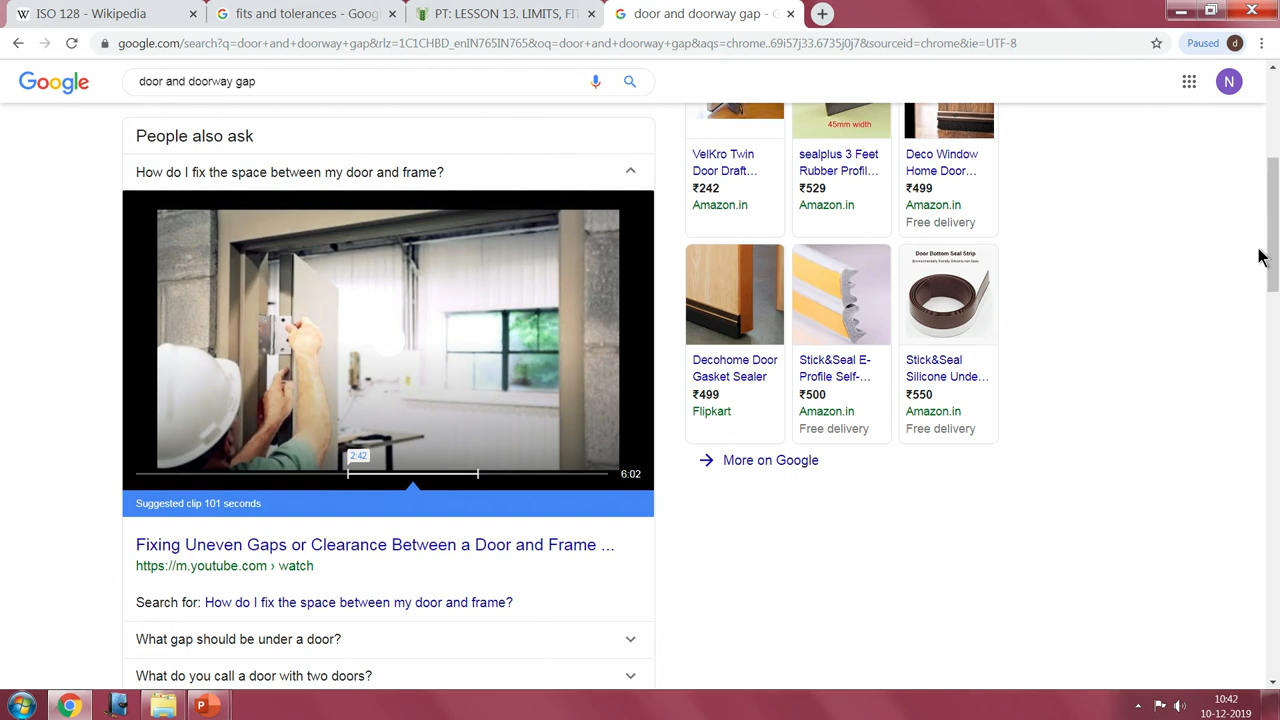 ISO 128 - Wikipedia
fits and tolerances - Goog
PT: LESSON 13-1
door and doorway gap - G
google.com/search?q=door+and+doorway+gap&rlz=1C1CHBD_enIN765IN765&oq=door+and+doorway+gap&aqs=chrome..69i57j33.6735j0j7&sourceid=chrome&ie=UTF-8
Paused
d
Google
door and doorway gap
N
People also ask
How do I fix the space between my door and frame?
2:42
6:02
Suggested clip 101 seconds
Fixing Uneven Gaps or Clearance Between a Door and Frame ...
https://m.youtube.com › watch
Search for: How do I fix the space between my door and frame?
What gap should be under a door?
What do you call a door with two doors?
45mm width
VelKro Twin
Door Draft...
₹242
Amazon.in
sealplus 3 Feet
Rubber Profil...
₹529
Amazon.in
Deco Window
Home Door...
₹499
Amazon.in
Free delivery
Door Bottom Seal Strip
Decohome Door
Gasket Sealer
₹499
Flipkart
Stick&Seal E-
Profile Self-...
₹500
Amazon.in
Free delivery
Stick&Seal
Silicone Unde...
₹550
Amazon.in
Free delivery
More on Google
10:42
10-12-2019